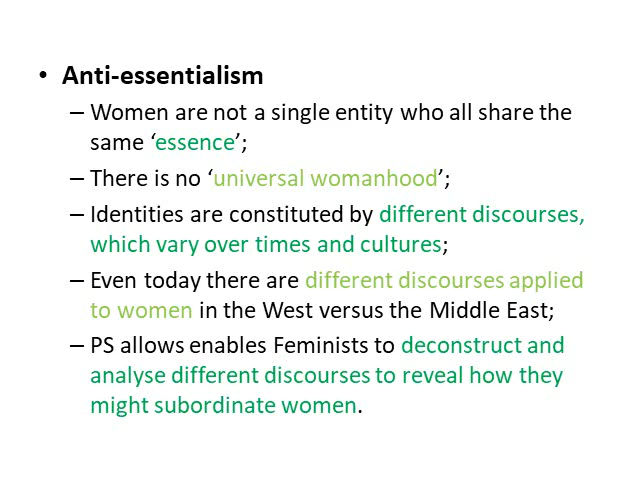 • Anti-essentialism
– Women are not a single entity who all share the
same ‘essence’;
– There is no ‘universal womanhood’;
– Identities are constituted by different discourses,
which vary over times and cultures;
– Even today there are different discourses applied
to women in the West versus the Middle East;
– PS allows enables Feminists to deconstruct and
analyse different discourses to reveal how they
might subordinate women.